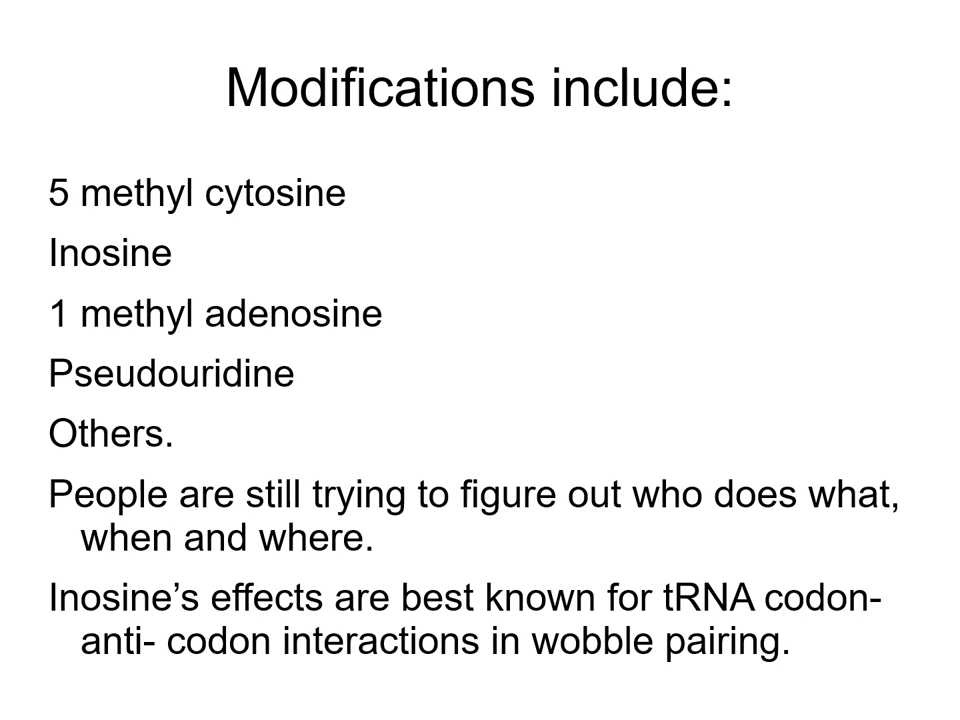 Modifications include:
5 methyl cytosine
Inosine
1 methyl adenosine
Pseudouridine
Others.
People are still trying to figure out who does what,
when and where.
Inosine’s effects are best known for tRNA codon-
anti- codon interactions in wobble pairing.